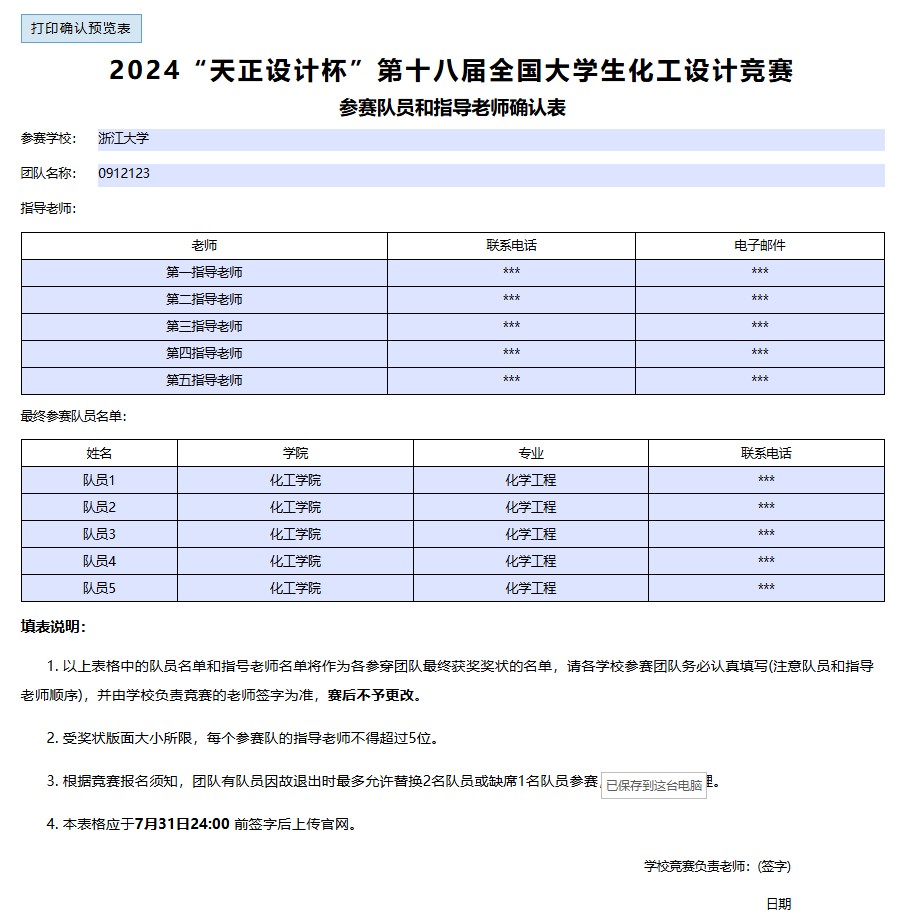 打印确认预览表
2024“天正设计杯”第十八届全国大学生化工设计竞赛
参赛队员和指导老师确认表
参赛学校： 浙江大学
团队名称： 0912123
指导老师：
老师 联系电话 电子邮件
第一指导老师 *** ***
第二指导老师 *** ***
第三指导老师 *** ***
第四指导老师 *** ***
第五指导老师 *** ***
最终参赛队员名单：
姓名 学院 专业 联系电话
队员1 化工学院 化学工程 ***
队员2 化工学院 化学工程 ***
队员3 化工学院 化学工程 ***
队员4 化工学院 化学工程 ***
队员5 化工学院 化学工程 ***
填表说明：
1. 以上表格中的队员名单和指号老师名单将作为各参穿团队最终获奖奖状的名单，请各学校参赛团队务必认真填写(注意队员和指导
老师顺序)，并由学校负责竞赛的老师签字为准，赛后不予更改。
2. 受奖状版面大小所限，每个参赛队的指导老师不得超过5位。
3. 根据竞赛报名须知，团队有队员因故退出时最多允许替换2名队员或缺席1名队员参赛 理。
已保存到这台电脑
4. 本表格应于7月31日24:00 前签字后上传官网。
学校竞赛负责老师：(签字)
日期